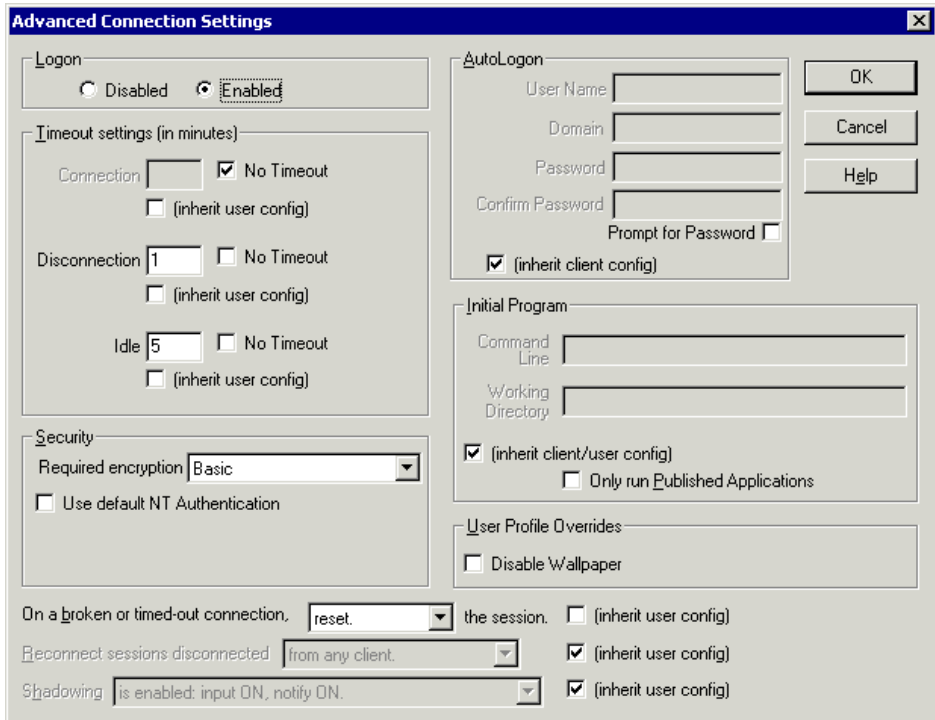 Advanced Connection Settings
Logon
Disabled
Enabled
Timeout settings (in minutes)
Connection
No Timeout
(inherit user config)
Disconnection 1
No Timeout
(inherit user config)
Idle 5
No Timeout
(inherit user config)
Security
Required encryption Basic
Use default NT Authentication
AutoLogon
User Name
Domain
Password
Confirm Password
Prompt for Password
(inherit client config)
OK
Cancel
Help
Initial Program
Command
Line
Working
Directory
(inherit client/user config)
Only run Published Applications
User Profile Overrides
Disable Wallpaper
On a broken or timed-out connection, reset. the session. (inherit user config)
Reconnect sessions disconnected from any client. (inherit user config)
Shadowing is enabled: input ON, notify ON. (inherit user config)